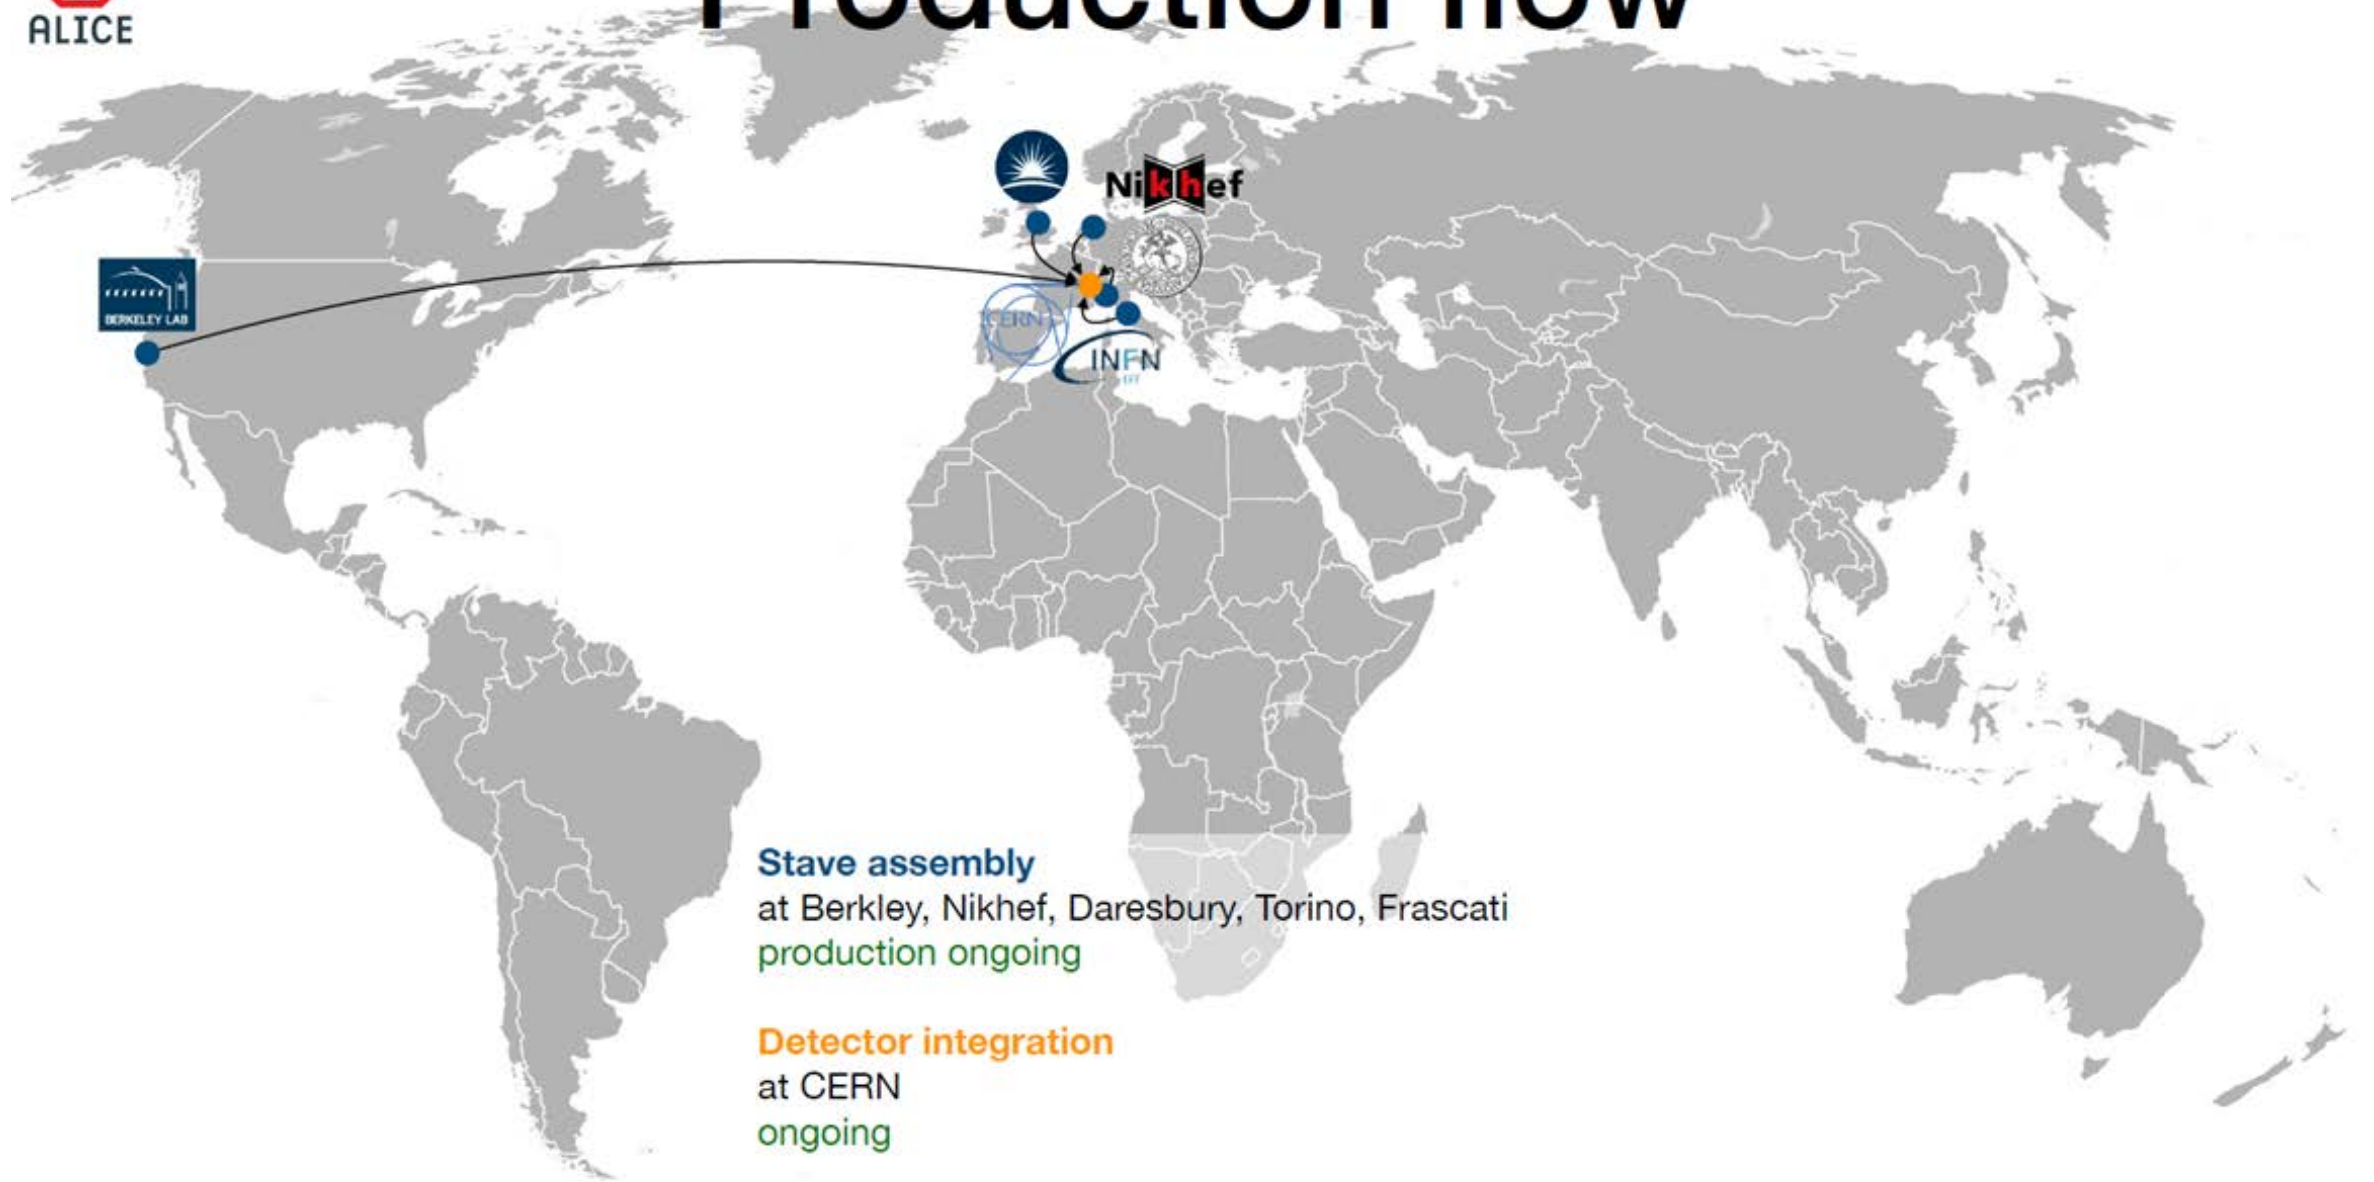 Production flow
ALICE
Nikhef
BERKELEY LAB
CERN
INFN
Stave assembly
at Berkley, Nikhef, Daresbury, Torino, Frascati
production ongoing
Detector integration
at CERN
ongoing